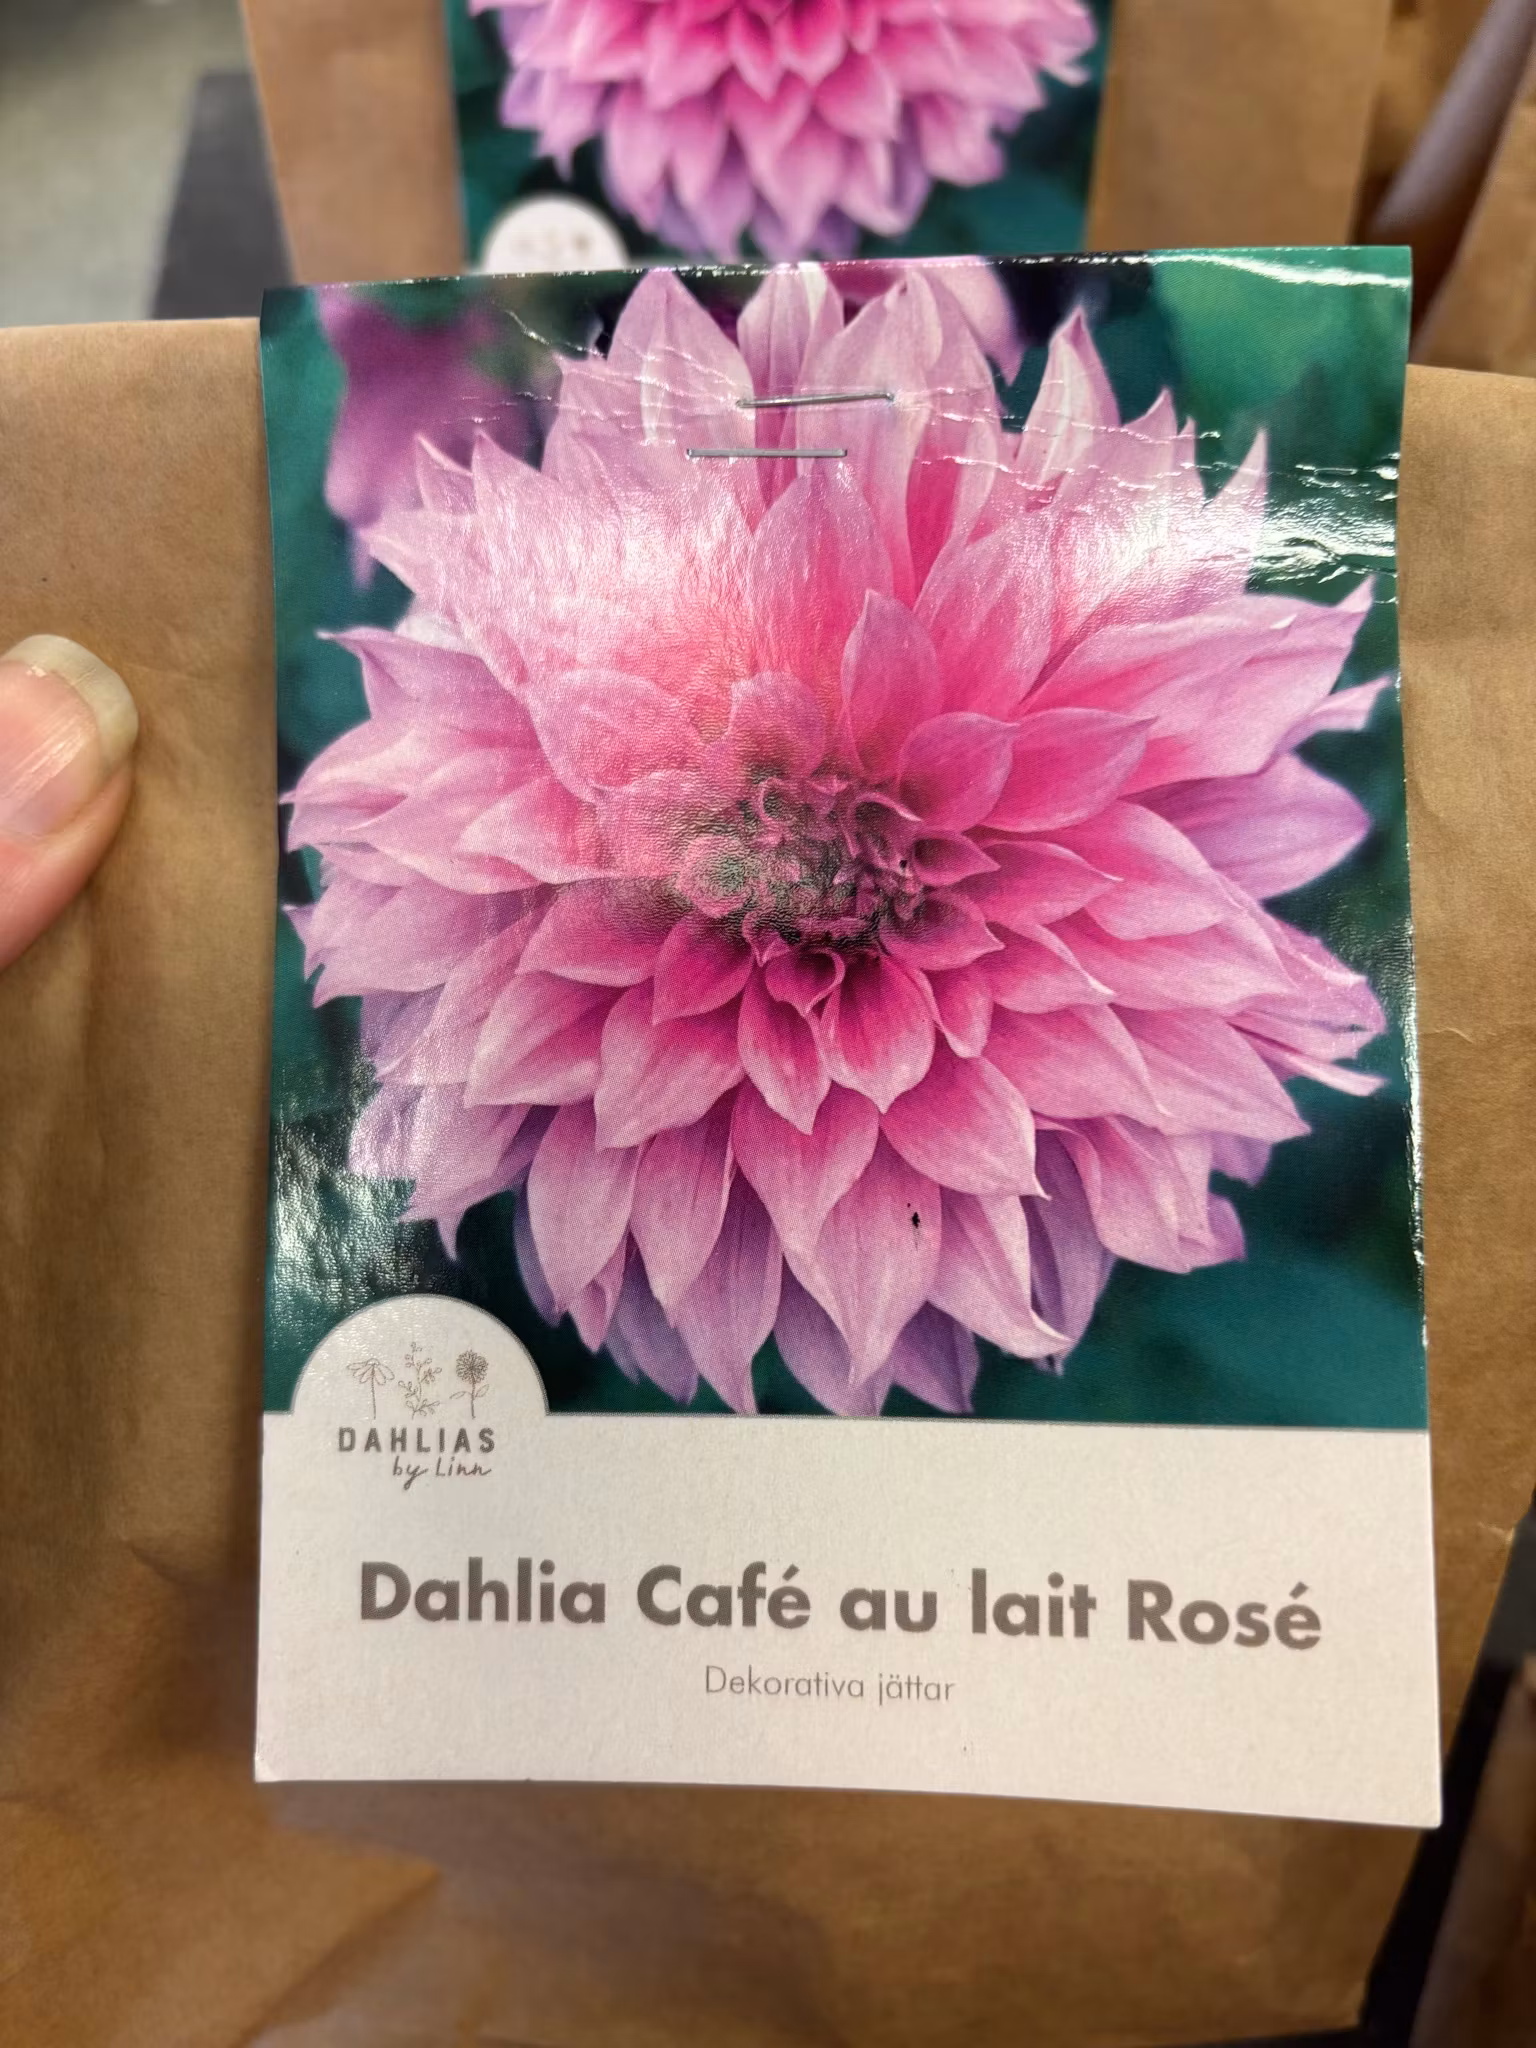 DAHLIAS
by Linn
Dahlia Café au lait Rosé
Dekorativa jättar